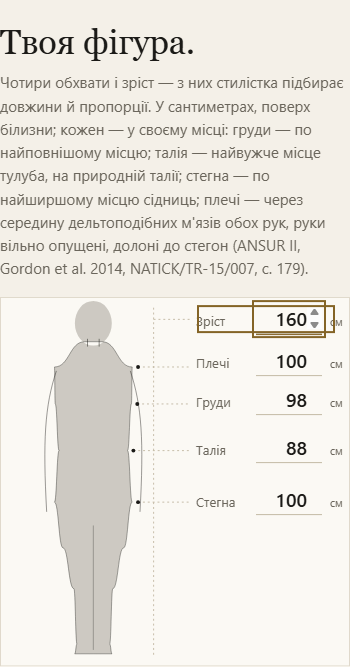 Твоя фігура.
Чотири обхвати і зріст — з них стилістка підбирає
довжини й пропорції. У сантиметрах, поверх
білизни; кожен — у своєму місці: груди — по
найповнішому місцю; талія — найвужче місце
тулуба, на природній талії; стегна — по
найширшому місцю сідниць; плечі — через
середину дельтоподібних м'язів обох рук, руки
вільно опущені, долоні до стегон (ANSUR II,
Gordon et al. 2014, NATICK/TR-15/007, с. 179).
Зріст 160 см
Плечі 100 см
Груди 98 см
Талія 88 см
Стегна 100 см